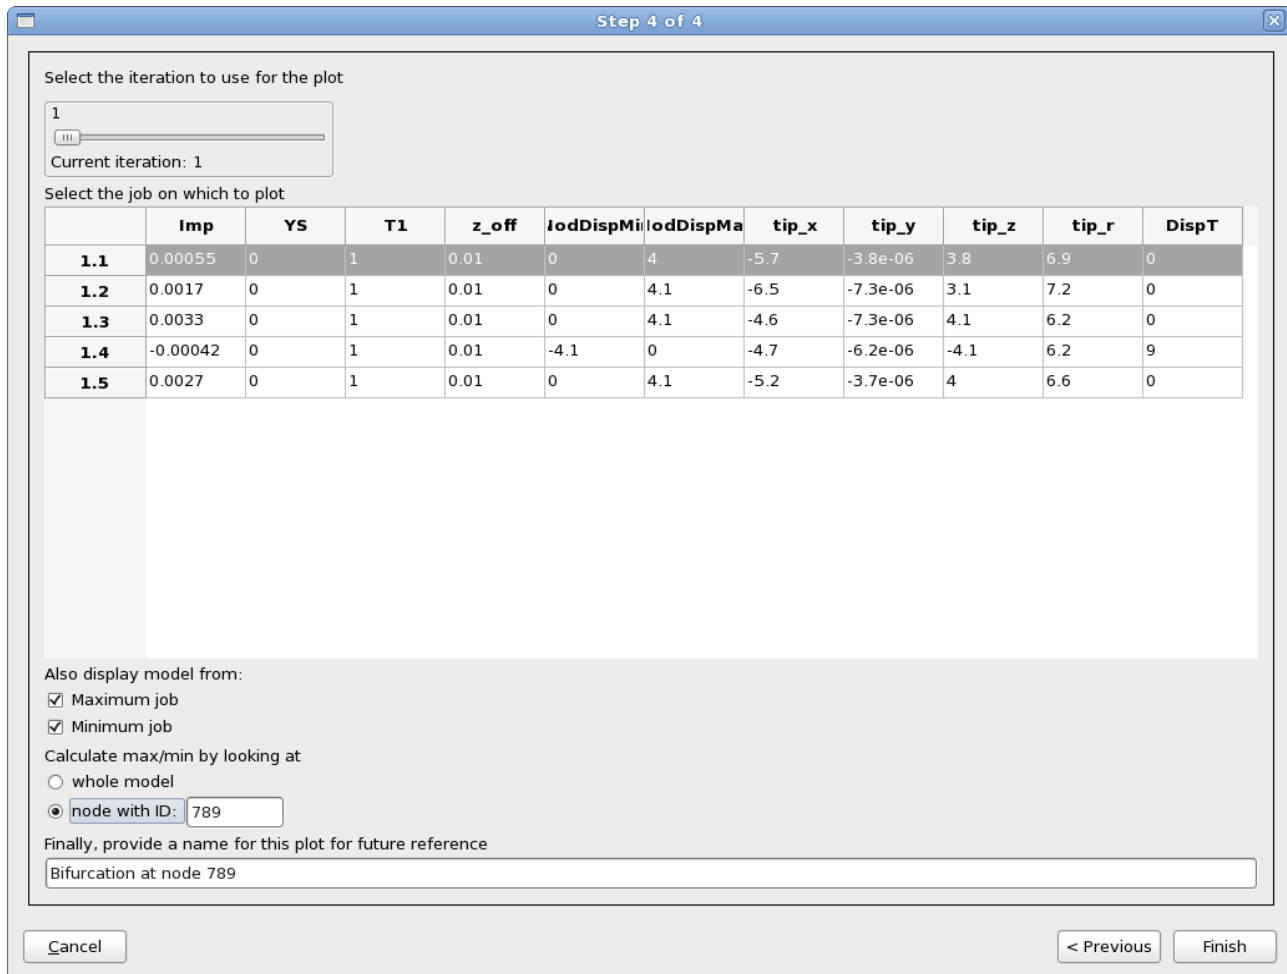 Step 4 of 4
Select the iteration to use for the plot
1
Current iteration: 1
Select the job on which to plot
Imp YS T1 z_off lodDispMin lodDispMa tip_x tip_y tip_z tip_r DispT
1.1 0.00055 0 1 0.01 0 4 -5.7 -3.8e-06 3.8 6.9 0
1.2 0.0017 0 1 0.01 0 4.1 -6.5 -7.3e-06 3.1 7.2 0
1.3 0.0033 0 1 0.01 0 4.1 -4.6 -7.3e-06 4.1 6.2 0
1.4 -0.00042 0 1 0.01 -4.1 0 -4.7 -6.2e-06 -4.1 6.2 9
1.5 0.0027 0 1 0.01 0 4.1 -5.2 -3.7e-06 4 6.6 0
Also display model from:
Maximum job
Minimum job
Calculate max/min by looking at
whole model
node with ID: 789
Finally, provide a name for this plot for future reference
Bifurcation at node 789
Cancel < Previous Finish